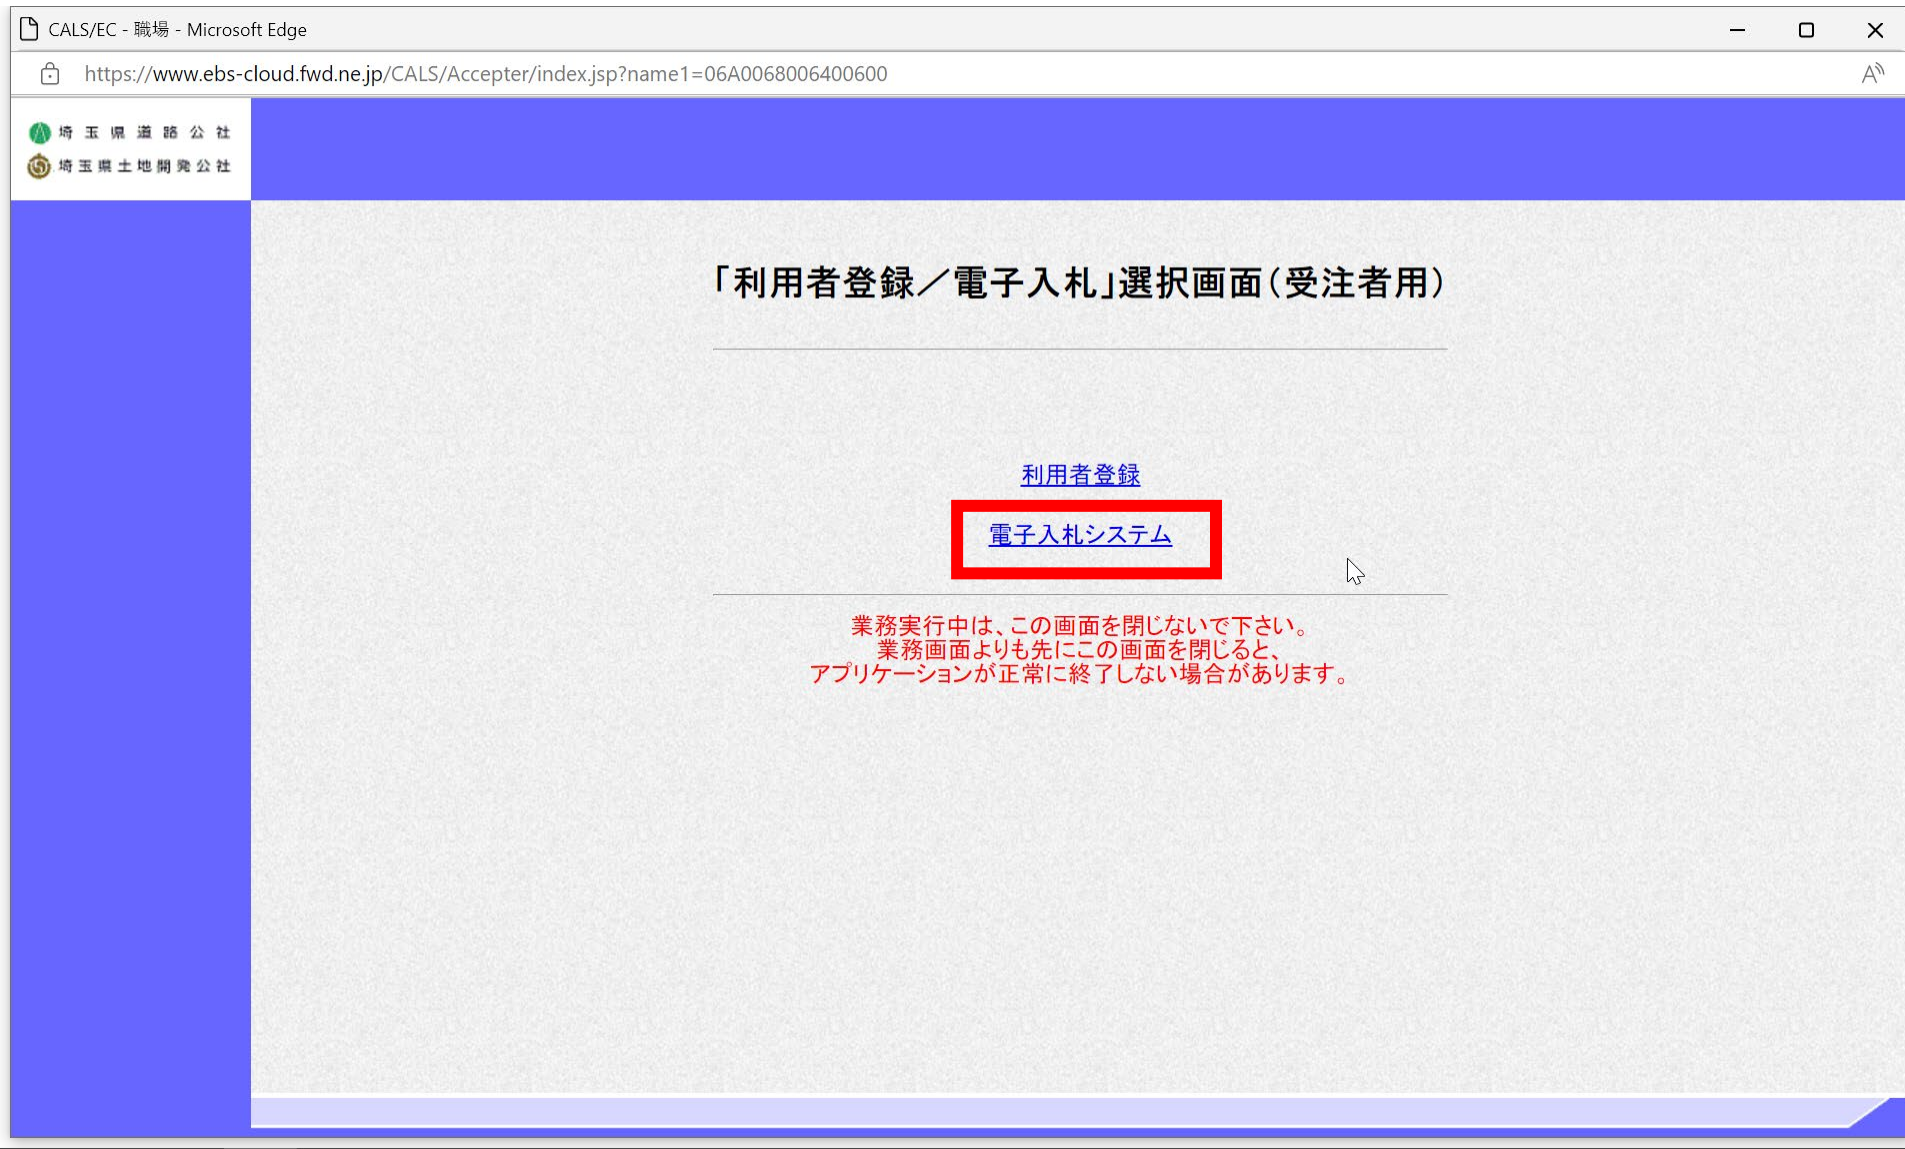 CALS/EC - 職場 - Microsoft Edge
https://www.ebs-cloud.fwd.ne.jp/CALS/Accepter/index.jsp?name1=06A0068006400600
埼玉県道路公社
埼玉県土地開発公社
「利用者登録／電子入札」選択画面（受注者用）
利用者登録
電子入札システム
業務実行中は、この画面を閉じないで下さい。
業務画面よりも先にこの画面を閉じると、
アプリケーションが正常に終了しない場合があります。